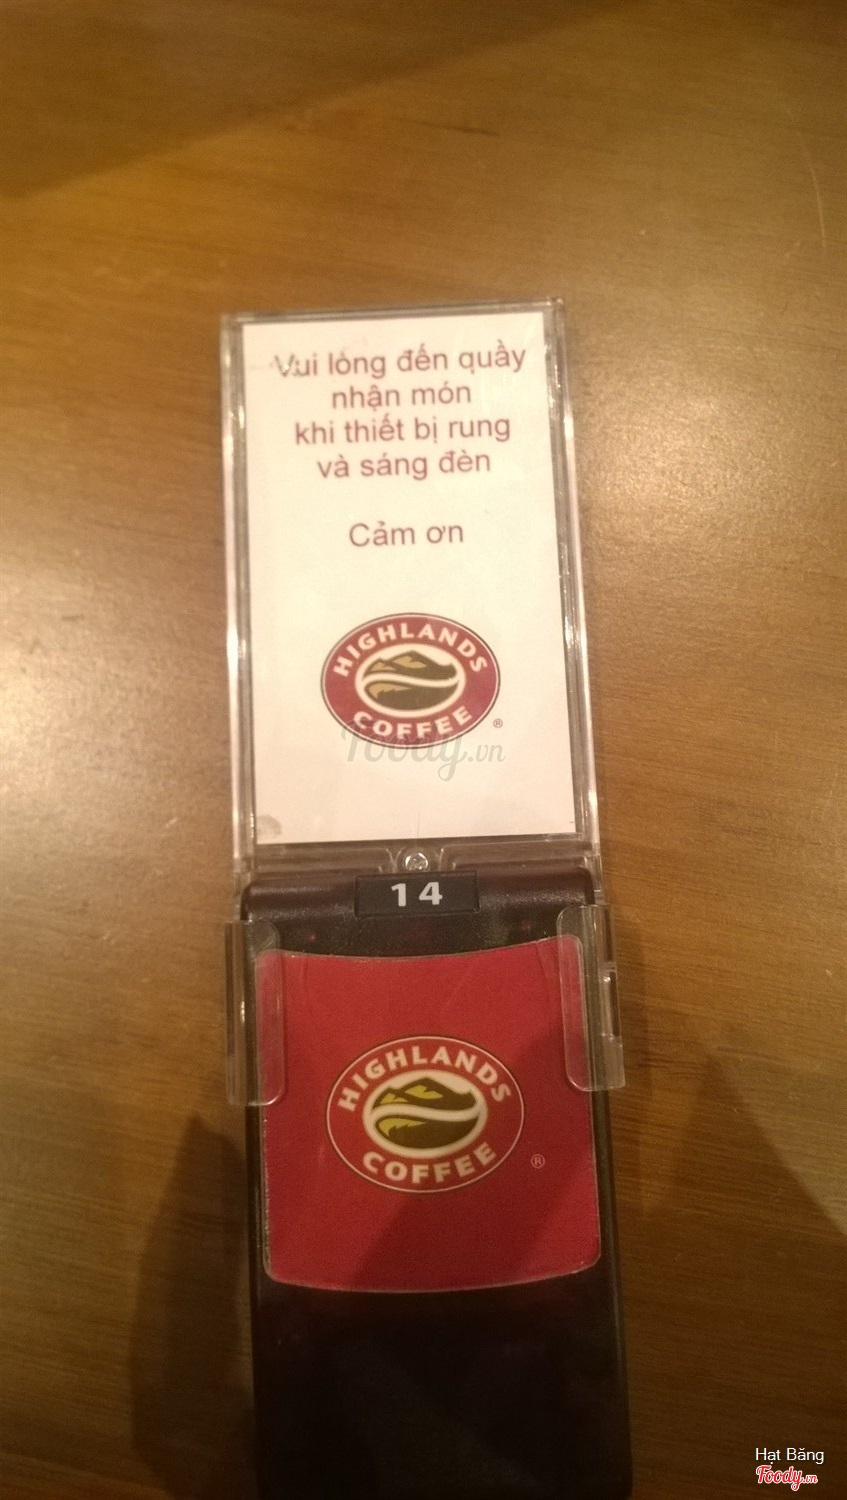 Vui lòng đến quầy
nhận món
khi thiết bị rung
và sáng đèn
Cảm ơn
HIGHLANDS
COFFEE
®
Foody.vn
14
HIGHLANDS
COFFEE
®
Hạt Băng
Foody.vn